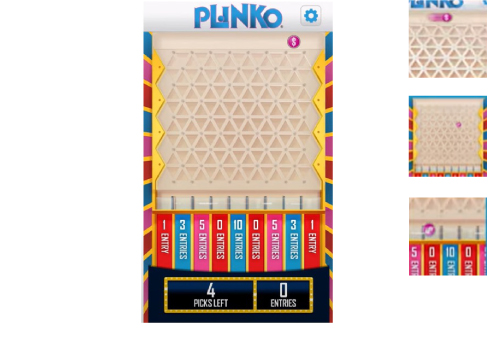 PLINKO
$
1 ENTRY
3 ENTRIES
5 ENTRIES
0 ENTRIES
10 ENTRIES
0 ENTRIES
5 ENTRIES
3 ENTRIES
1 ENTRY
4
PICKS LEFT
0
ENTRIES
5
0
10
0